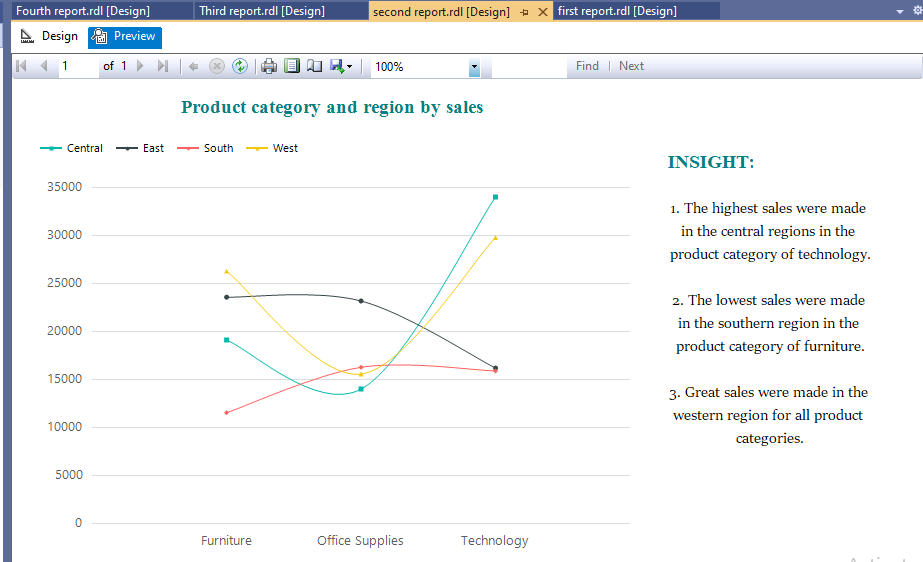 Fourth report.rdl [Design] Third report.rdl [Design] second report.rdl [Design] first report.rdl [Design]
Design Preview
1 of 1 100% Find | Next
Product category and region by sales
Central East South West
35000
30000
25000
20000
15000
10000
5000
0
Furniture Office Supplies Technology
INSIGHT:
1. The highest sales were made
in the central regions in the
product category of technology.
2. The lowest sales were made
in the southern region in the
product category of furniture.
3. Great sales were made in the
western region for all product
categories.